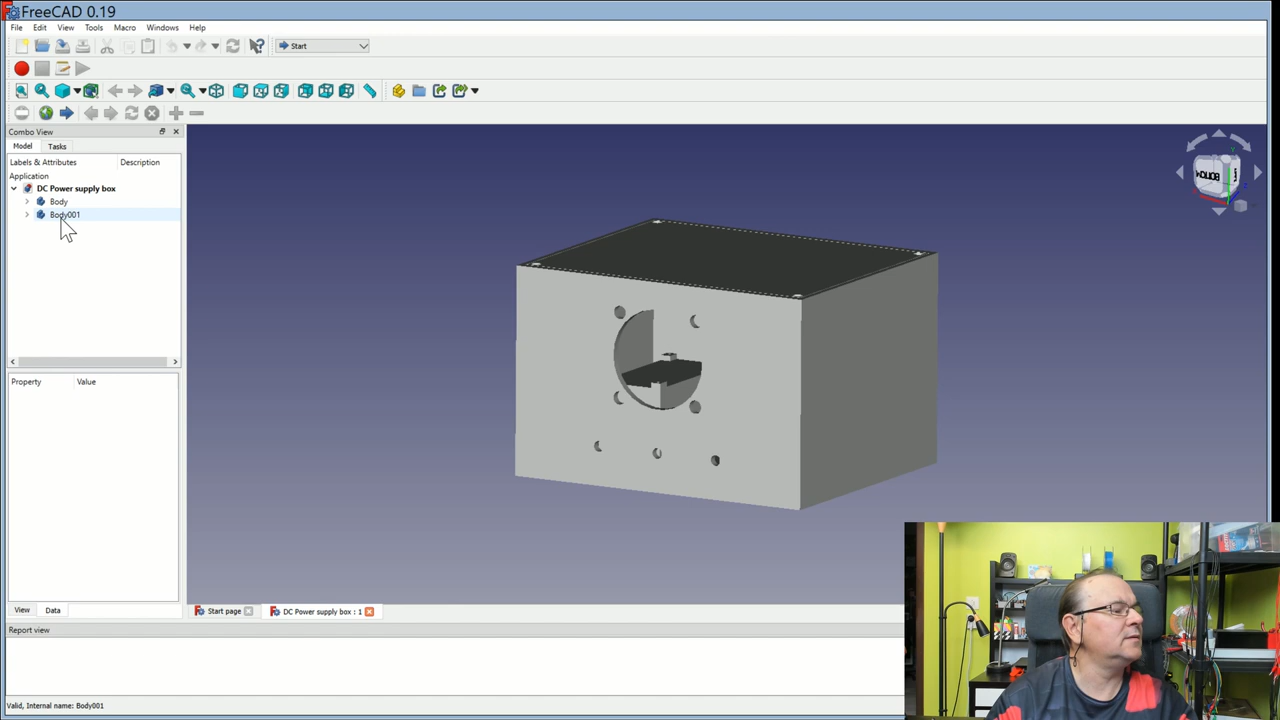 FreeCAD 0.19
File Edit View Tools Macro Windows Help
Start
Combo View
Model Tasks
Labels & Attributes Description
Application
DC Power supply box
Body
Body001
Property Value
View Data
Start page DC Power supply box : 1
Report view
Valid, Internal name: Body001